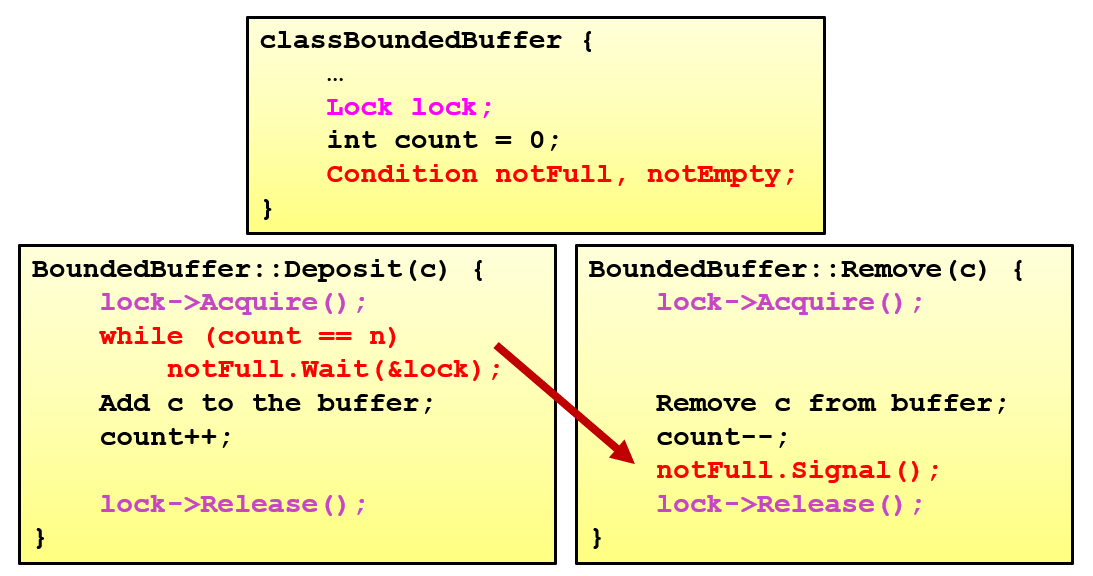 classBoundedBuffer {
…
Lock lock;
int count = 0;
Condition notFull, notEmpty;
}
BoundedBuffer::Deposit(c) {
lock->Acquire();
while (count == n)
notFull.Wait(&lock);
Add c to the buffer;
count++;
lock->Release();
}
BoundedBuffer::Remove(c) {
lock->Acquire();
Remove c from buffer;
count--;
notFull.Signal();
lock->Release();
}